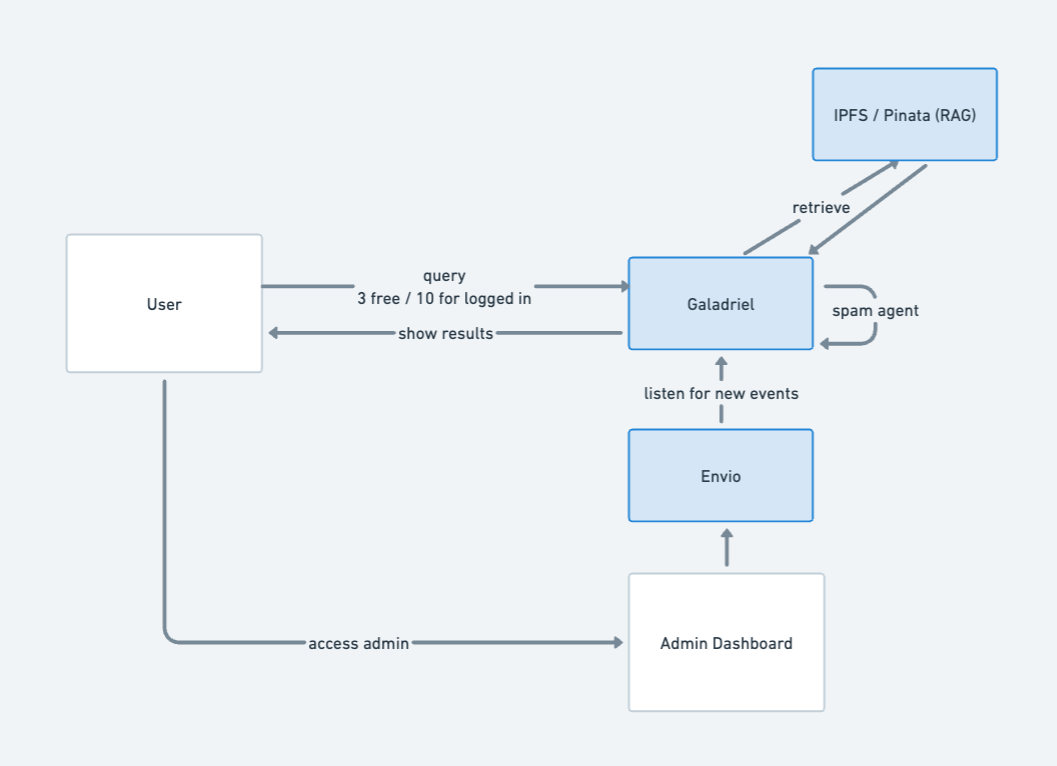 IPFS / Pinata (RAG)
retrieve
query
3 free / 10 for logged in
User
Galadriel
spam agent
show results
listen for new events
Envio
access admin
Admin Dashboard